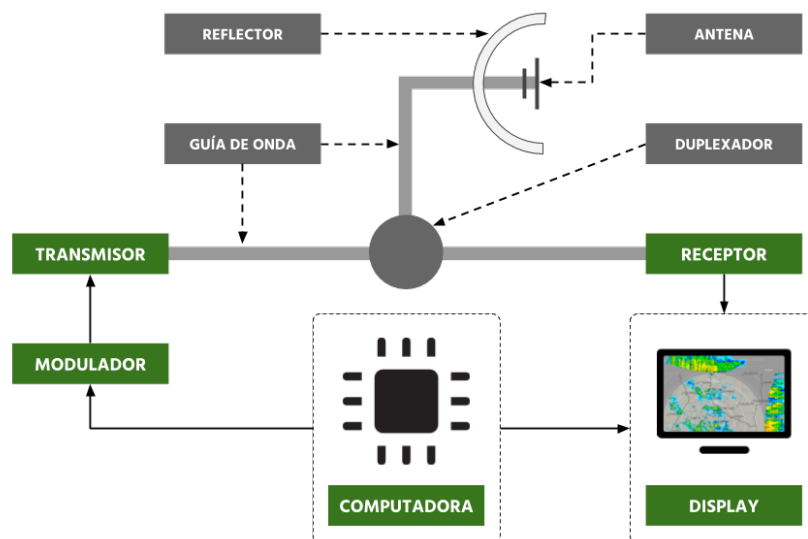 REFLECTOR
ANTENA
GUÍA DE ONDA
DUPLEXADOR
TRANSMISOR
RECEPTOR
MODULADOR
COMPUTADORA
DISPLAY